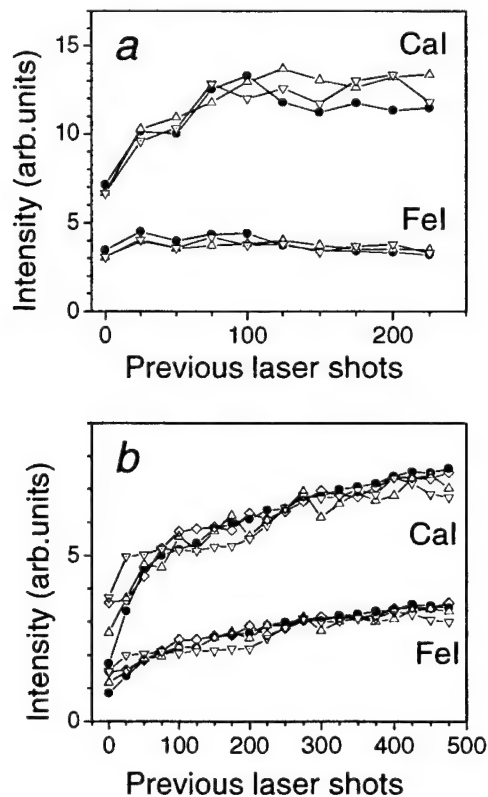 a
CaI
FeI
15
10
5
0
Intensity (arb.units)
0
100
200
Previous laser shots
b
CaI
FeI
5
0
Intensity (arb.units)
0
100
200
300
400
500
Previous laser shots